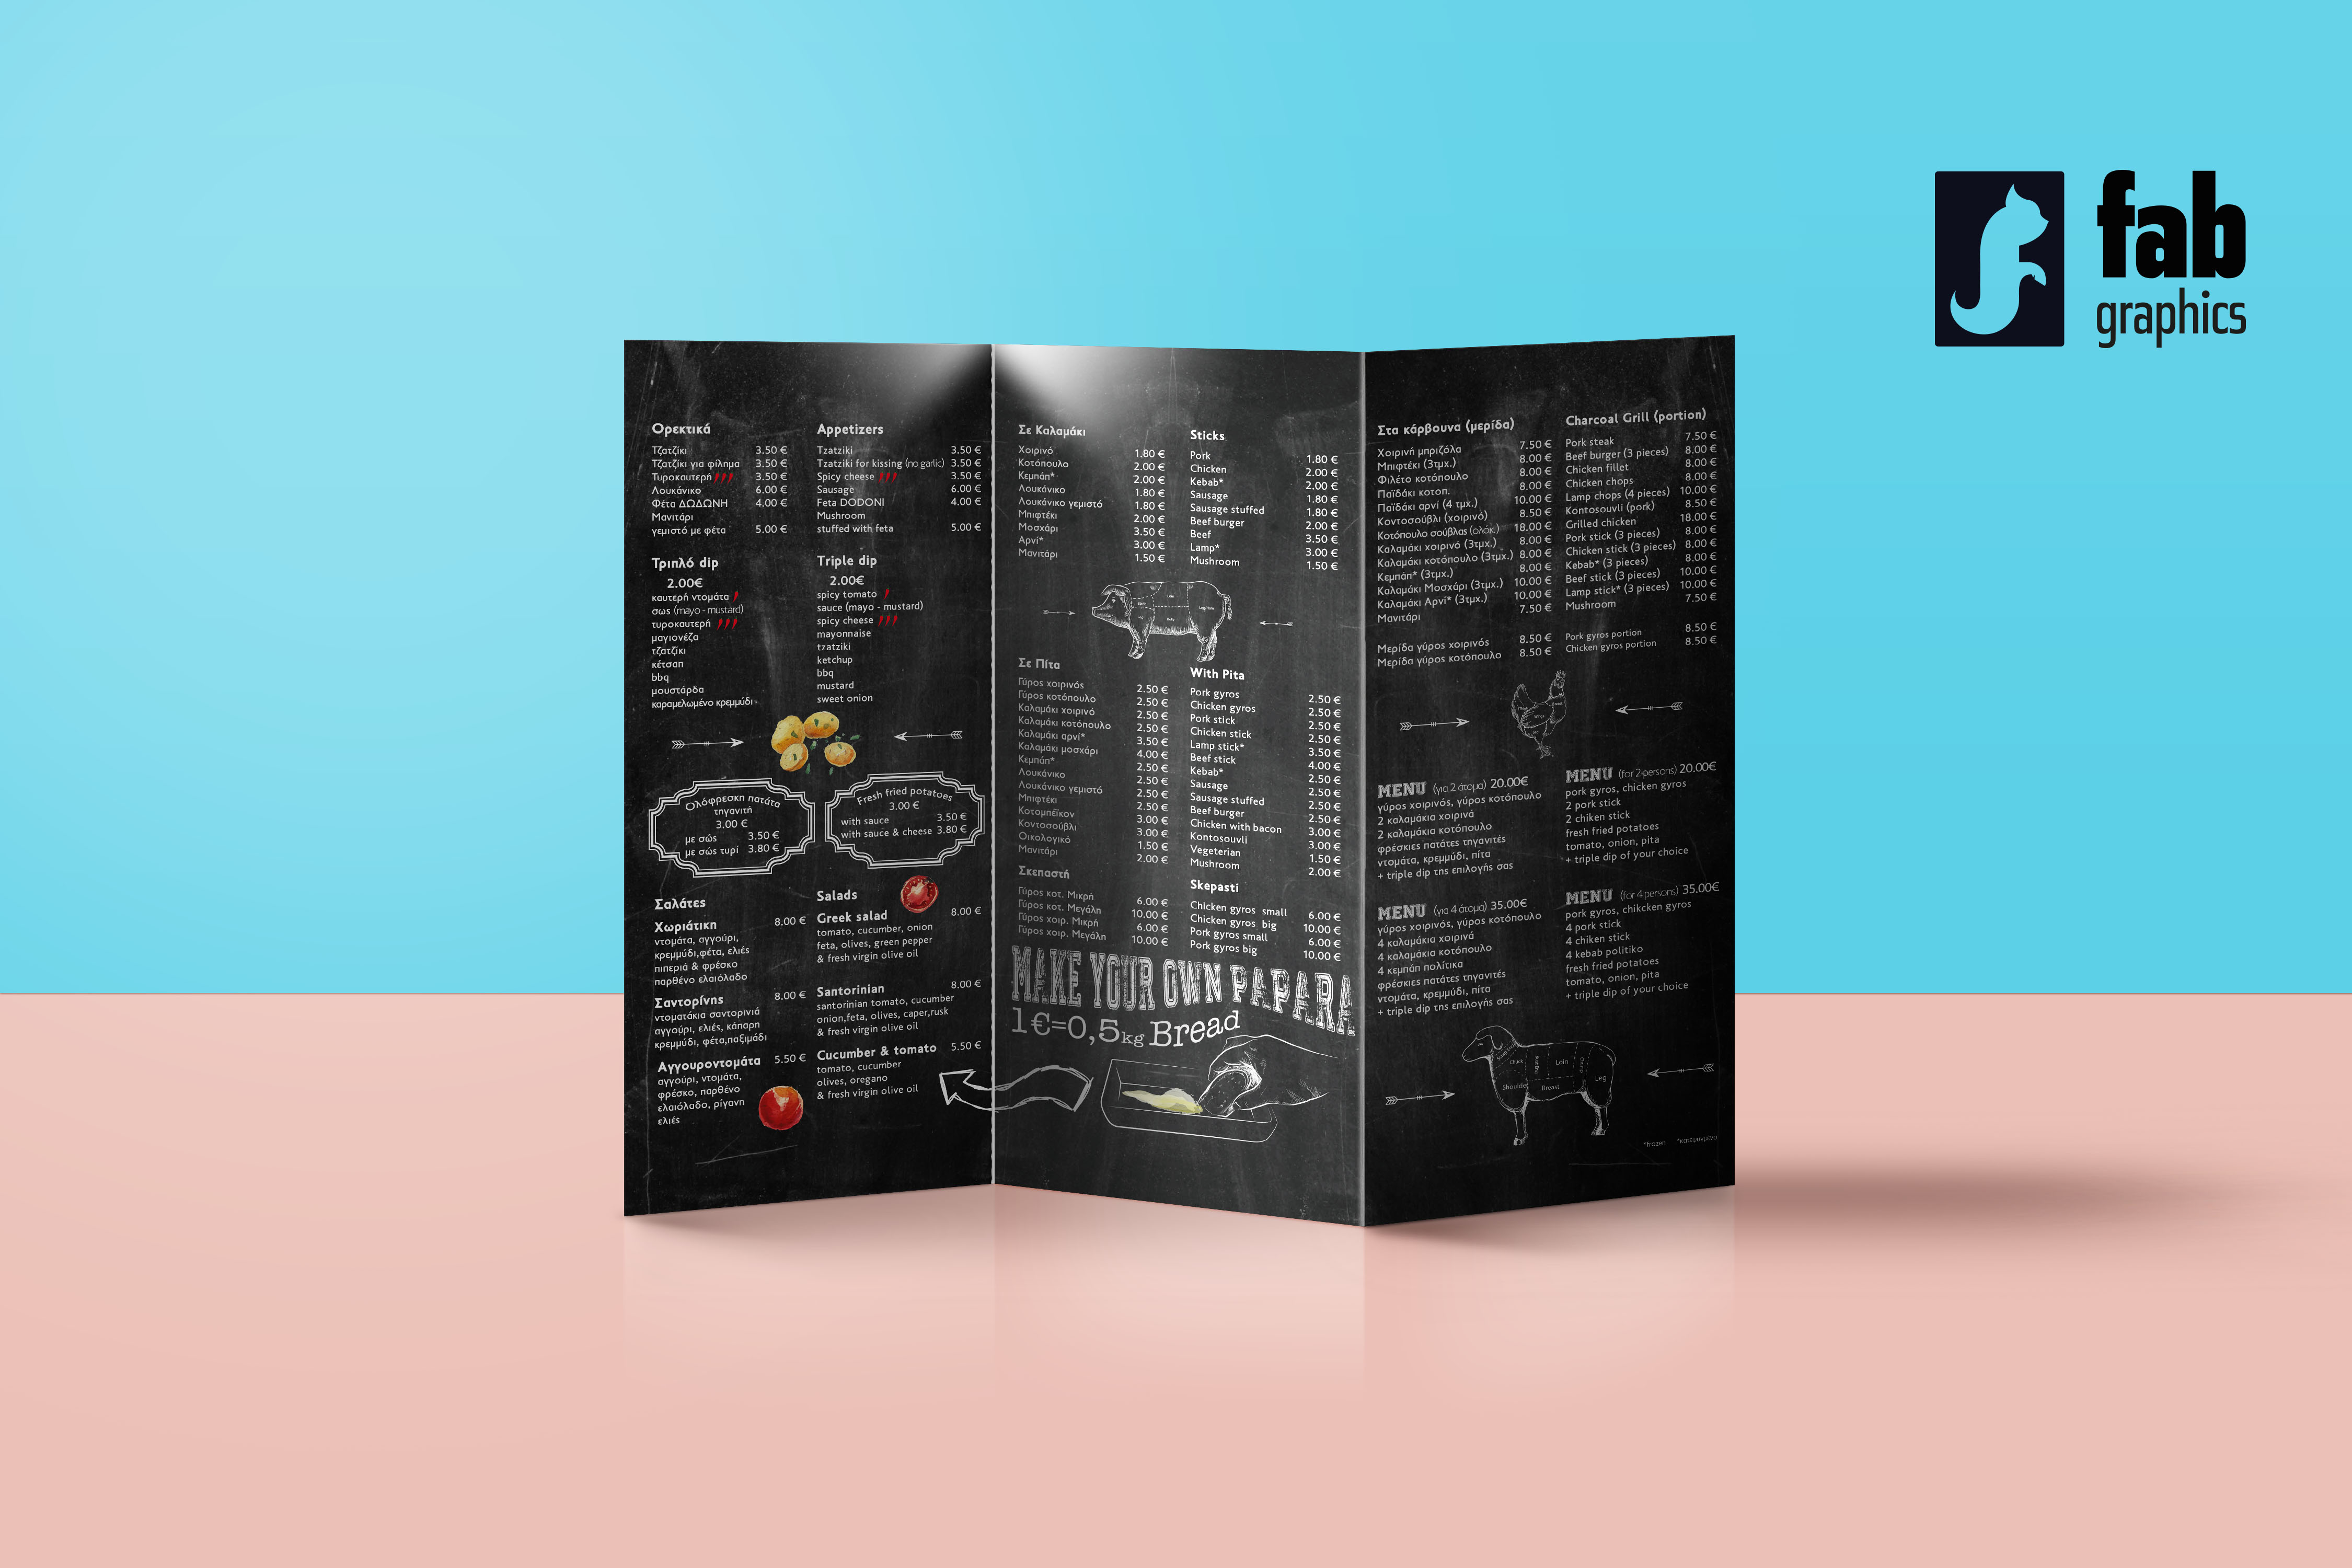 fab
graphics
Ορεκτικά
Τζατζίκι 3.50 €
Τζατζίκι για φίλημα 3.50 €
Τυροκαυτερή 3.50 €
Λουκάνικο 6.00 €
Φέτα ΔΩΔΩΝΗ 4.00 €
Μανιτάρι
γεμιστό με φέτα 5.00 €
Τριπλό dip
2.00€
καυτερή ντομάτα
σως (mayo - mustard)
τυροκαυτερή
μαγιονέζα
τζατζίκι
κέτσαπ
bbq
μουστάρδα
καραμελωμένο κρεμμύδι
Ολόφρεσκη πατάτα
τηγανιτή
3.00 €
με σώς 3.50 €
με σώς τυρί 3.80 €
Σαλάτες
Χωριάτικη 8.00 €
ντομάτα, αγγούρι,
κρεμμύδι,φέτα, ελιές
πιπεριά & φρέσκο
παρθένο ελαιόλαδο
Σαντορίνης 8.00 €
ντοματάκια σαντορινιά
αγγούρι, ελιές, κάπαρη
κρεμμύδι, φέτα,παξιμάδι
Αγγουροντομάτα 5.50 €
αγγούρι, ντομάτα,
φρέσκο, παρθένο
ελαιόλαδο, ρίγανη
ελιές
Appetizers
Tzatziki 3.50 €
Tzatziki for kissing (no garlic) 3.50 €
Spicy cheese 3.50 €
Sausage 6.00 €
Feta DODONI 4.00 €
Mushroom
stuffed with feta 5.00 €
Triple dip
2.00€
spicy tomato
sauce (mayo - mustard)
spicy cheese
mayonnaise
tzatziki
ketchup
bbq
mustard
sweet onion
Fresh fried potatoes
3.00 €
with sauce 3.50 €
with sauce & cheese 3.80 €
Salads
Greek salad 8.00 €
tomato, cucumber, onion
feta, olives, green pepper
& fresh virgin olive oil
Santorinian 8.00 €
santorinian tomato, cucumber
onion,feta, olives, caper,rusk
& fresh virgin olive oil
Cucumber & tomato 5.50 €
tomato, cucumber
olives, oregano
& fresh virgin olive oil
Σε Καλαμάκι
Χοιρινό 1.80 €
Κοτόπουλο 2.00 €
Κεμπάπ* 2.00 €
Λουκάνικο 1.80 €
Λουκάνικο γεμιστό 1.80 €
Μπιφτέκι 2.00 €
Μοσχάρι 3.50 €
Αρνί* 3.00 €
Μανιτάρι 1.50 €
Sticks
Pork 1.80 €
Chicken 2.00 €
Kebab* 2.00 €
Sausage 1.80 €
Sausage stuffed 1.80 €
Beef burger 2.00 €
Beef 3.50 €
Lamp* 3.00 €
Mushroom 1.50 €
Σε Πίτα
Γύρος χοιρινός 2.50 €
Γύρος κοτόπουλο 2.50 €
Καλαμάκι χοιρινό 2.50 €
Καλαμάκι κοτόπουλο 2.50 €
Καλαμάκι αρνί* 3.50 €
Καλαμάκι μοσχάρι 4.00 €
Κεμπάπ* 2.50 €
Λουκάνικο 2.50 €
Λουκάνικο γεμιστό 2.50 €
Μπιφτέκι 2.50 €
Κοτομπέϊκον 3.00 €
Κοντοσούβλι 3.00 €
Οικολογικό 1.50 €
Μανιτάρι 2.00 €
With Pita
Pork gyros 2.50 €
Chicken gyros 2.50 €
Pork stick 2.50 €
Chicken stick 2.50 €
Lamp stick* 3.50 €
Beef stick 4.00 €
Kebab* 2.50 €
Sausage 2.50 €
Sausage stuffed 2.50 €
Beef burger 2.50 €
Chicken with bacon 3.00 €
Kontosouvli 3.00 €
Vegeterian 1.50 €
Mushroom 2.00 €
Σκεπαστή
Γύρος κοτ. Μικρή 6.00 €
Γύρος κοτ. Μεγάλη 10.00 €
Γύρος χοιρ. Μικρή 6.00 €
Γύρος χοιρ. Μεγάλη 10.00 €
Skepasti
Chicken gyros small 6.00 €
Chicken gyros big 10.00 €
Pork gyros small 6.00 €
Pork gyros big 10.00 €
MAKE YOUR OWN PAPARA
1€=0,5kg Bread
Στα κάρβουνα (μερίδα)
Χοιρινή μπριζόλα 7.50 €
Μπιφτέκι (3τμχ.) 8.00 €
Φιλέτο κοτόπουλο 8.00 €
Παϊδάκι κοτοπ. 8.00 €
Παϊδάκι αρνί (4 τμχ.) 10.00 €
Κοντοσούβλι (χοιρινό) 8.50 €
Κοτόπουλο σούβλας (ολόκ.) 18.00 €
Καλαμάκι χοιρινό (3τμχ.) 8.00 €
Καλαμάκι κοτόπουλο (3τμχ.) 8.00 €
Κεμπάπ* (3τμχ.) 8.00 €
Καλαμάκι Μοσχάρι (3τμχ.) 10.00 €
Καλαμάκι Αρνί* (3τμχ.) 10.00 €
Μανιτάρι 7.50 €
Μερίδα γύρος χοιρινός 8.50 €
Μερίδα γύρος κοτόπουλο 8.50 €
Charcoal Grill (portion)
Pork steak 7.50 €
Beef burger (3 pieces) 8.00 €
Chicken fillet 8.00 €
Chicken chops 8.00 €
Lamp chops (4 pieces) 10.00 €
Kontosouvli (pork) 8.50 €
Grilled chicken 18.00 €
Pork stick (3 pieces) 8.00 €
Chicken stick (3 pieces) 8.00 €
Kebab* (3 pieces) 8.00 €
Beef stick (3 pieces) 10.00 €
Lamp stick* (3 pieces) 10.00 €
Mushroom 7.50 €
Pork gyros portion 8.50 €
Chicken gyros portion 8.50 €
MENU (για 2 άτομα) 20.00€
γύρος χοιρινός, γύρος κοτόπουλο
2 καλαμάκια χοιρινά
2 καλαμάκια κοτόπουλο
φρέσκιες πατάτες τηγανιτές
ντομάτα, κρεμμύδι, πίτα
+ triple dip της επιλογής σας
MENU (για 4 άτομα) 35.00€
γύρος χοιρινός, γύρος κοτόπουλο
4 καλαμάκια χοιρινά
4 καλαμάκια κοτόπουλο
4 κεμπάπ πολίτικα
φρέσκιες πατάτες τηγανιτές
ντομάτα, κρεμμύδι, πίτα
+ triple dip της επιλογής σας
MENU (for 2-persons) 20.00€
pork gyros, chicken gyros
2 pork stick
2 chiken stick
fresh fried potatoes
tomato, onion, pita
+ triple dip of your choice
MENU (for 4 persons) 35.00€
pork gyros, chikcken gyros
4 pork stick
4 chiken stick
4 kebab politiko
fresh fried potatoes
tomato, onion, pita
+ triple dip of your choice
Chuck
Loin
Leg
Shoulder
Breast
*frozen *κατεψυγμένο